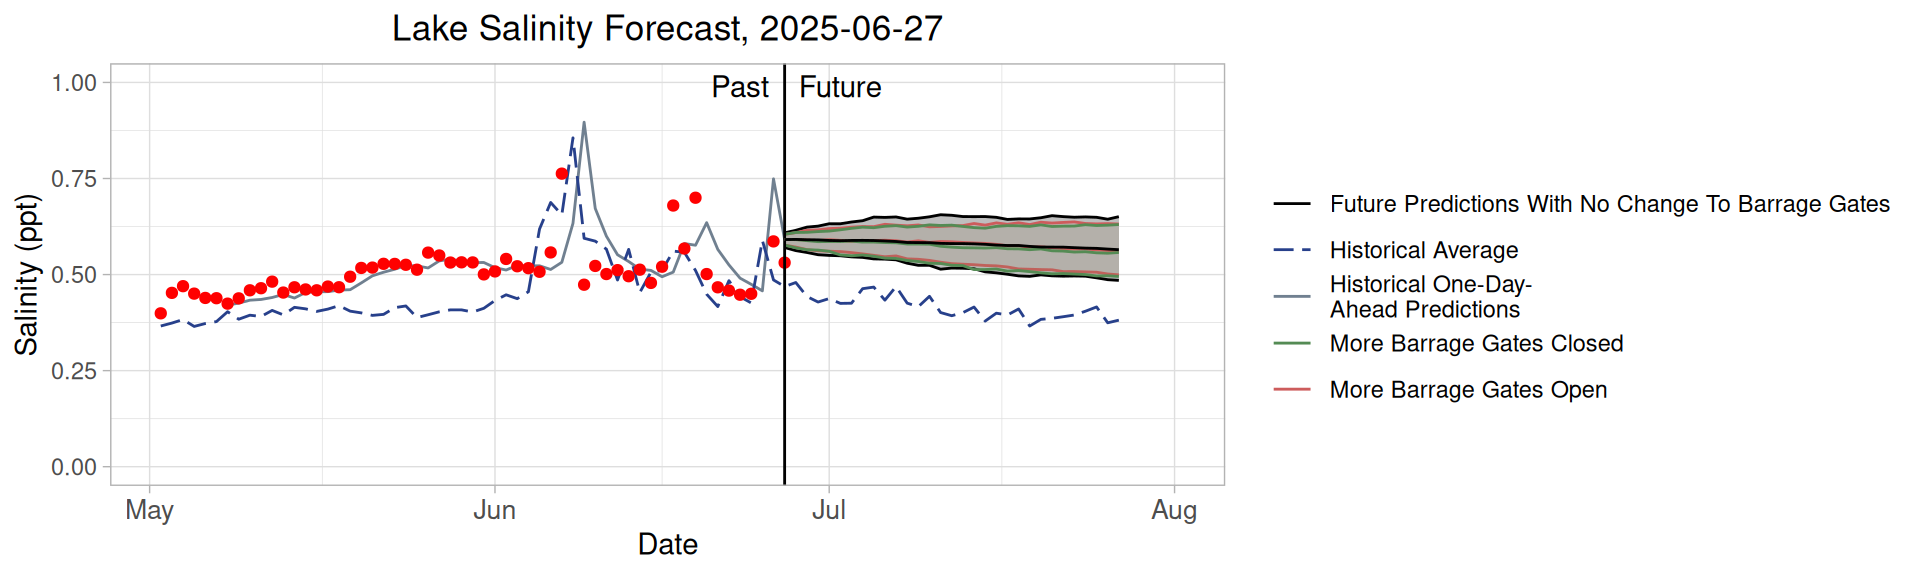 Lake Salinity Forecast, 2025-06-27
Past
Future
1.00
0.75
0.50
0.25
0.00
Salinity (ppt)
May
Jun
Jul
Aug
Date
Future Predictions With No Change To Barrage Gates
Historical Average
Historical One-Day-
Ahead Predictions
More Barrage Gates Closed
More Barrage Gates Open